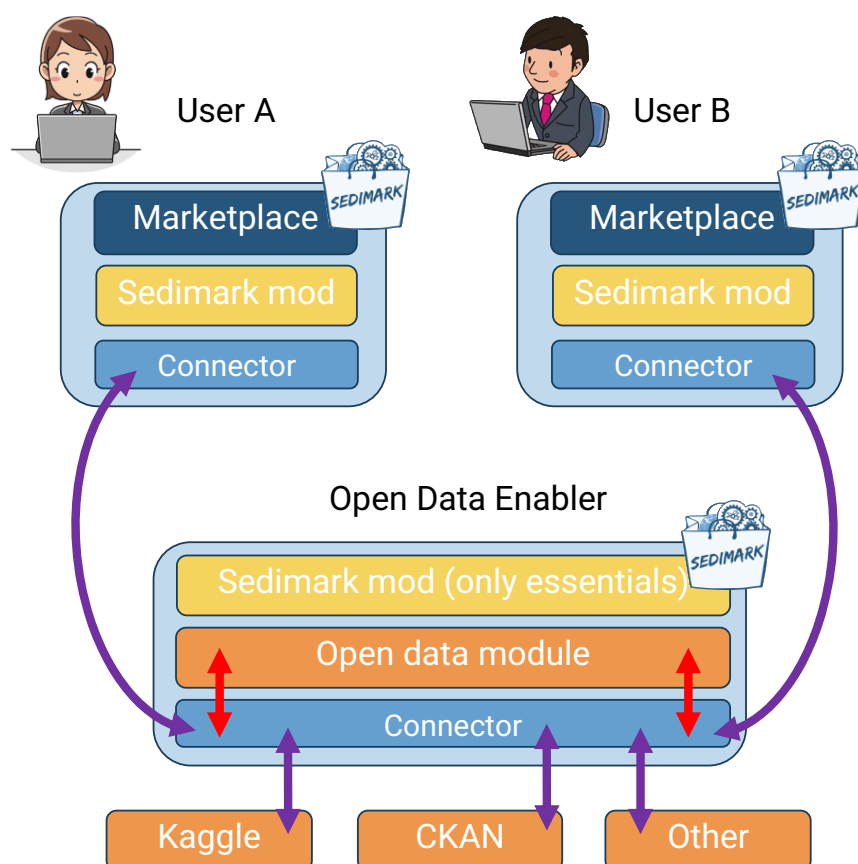 User A
User B
SEDIMARK
SEDIMARK
Marketplace
Marketplace
Sedimark mod
Sedimark mod
Connector
Connector
Open Data Enabler
SEDIMARK
Sedimark mod (only essentials)
Open data module
Connector
Kaggle
CKAN
Other